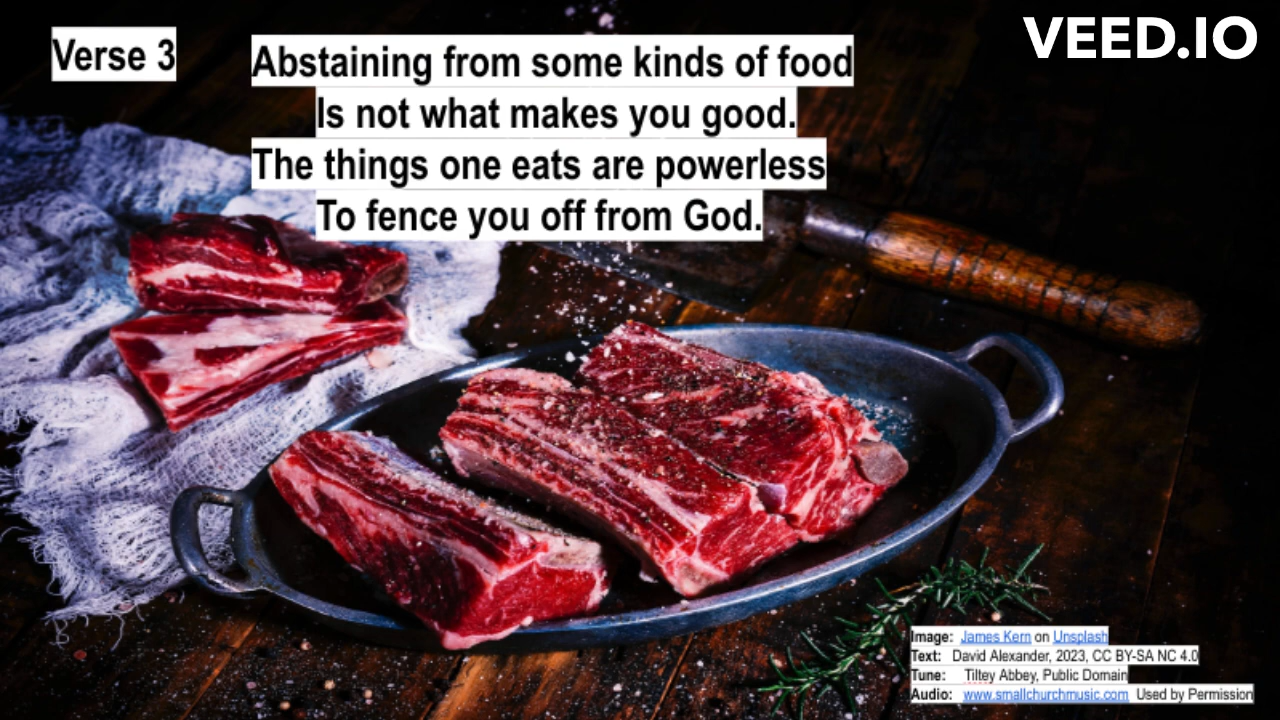 Verse 3
VEED.IO
Abstaining from some kinds of food
Is not what makes you good.
The things one eats are powerless
To fence you off from God.
Image: James Kern on Unsplash
Text: David Alexander, 2023, CC BY-SA NC 4.0
Tune: Tiltey Abbey, Public Domain
Audio: www.smallchurchmusic.com Used by Permission